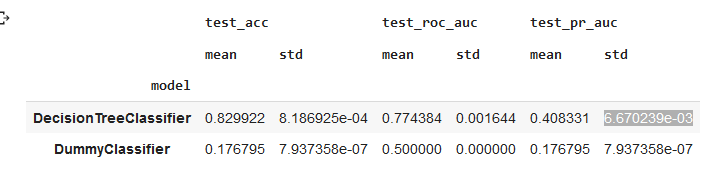 test_acc test_roc_auc test_pr_auc
mean std mean std mean std
model
DecisionTreeClassifier 0.829922 8.186925e-04 0.774384 0.001644 0.408331 6.670239e-03
DummyClassifier 0.176795 7.937358e-07 0.500000 0.000000 0.176795 7.937358e-07